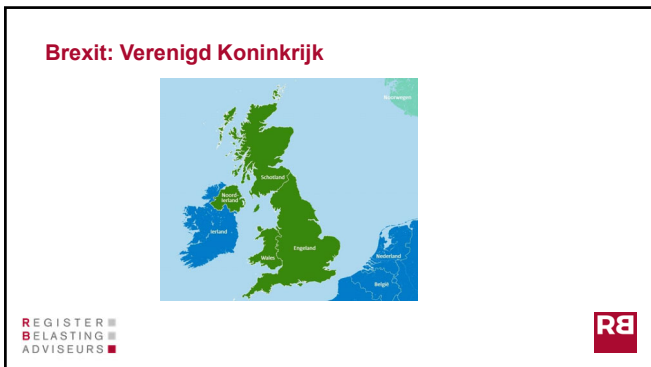 Brexit: Verenigd Koninkrijk
Noorwegen
Schotland
Noord-
Ierland
Ierland
Engeland
Wales
Nederland
België
REGISTER
BELASTING
ADVISEURS
RB